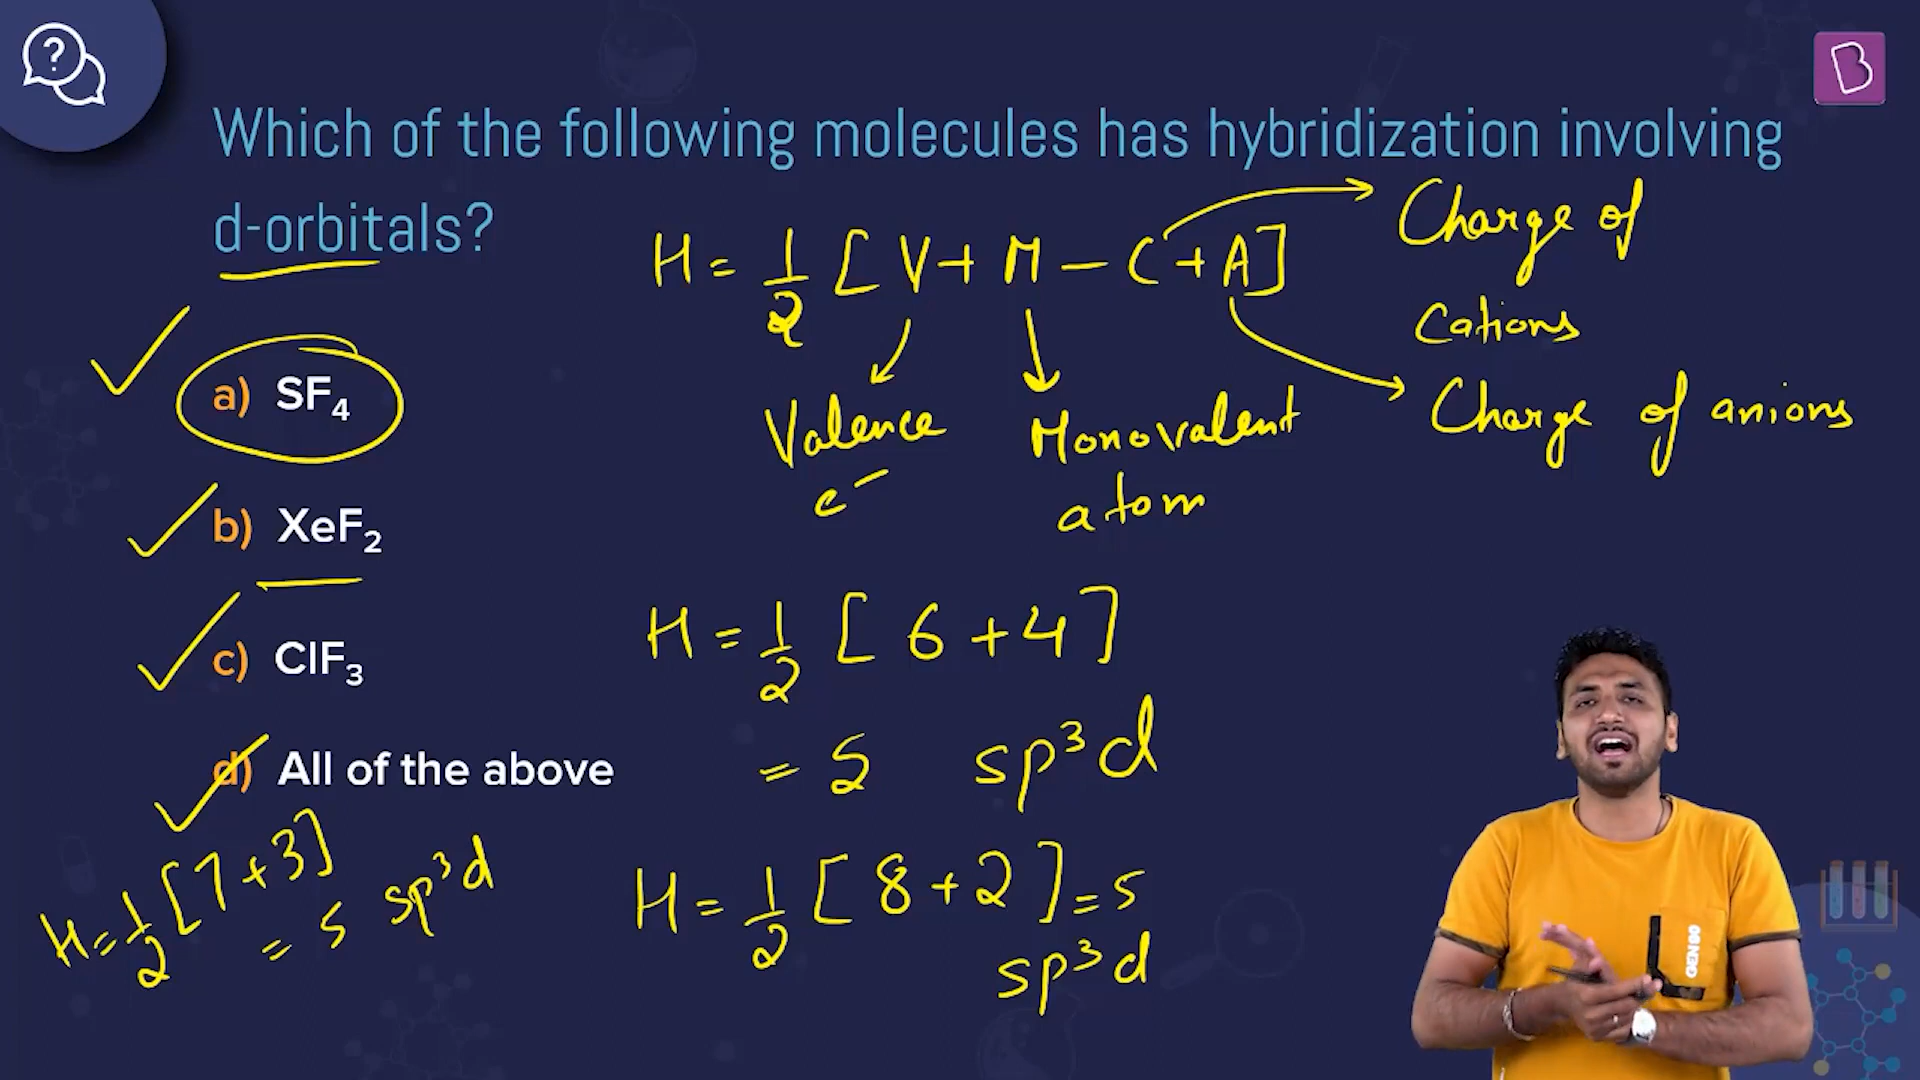 ?
B
Which of the following molecules has hybridization involving
d-orbitals?
H = 1/2 [V + M - C + A]
Charge of
Cations
Charge of anions
Valence
e⁻
Monovalent
atom
a) SF₄
b) XeF₂
c) ClF₃
d) All of the above
H = 1/2 [6 + 4]
= 5 sp³d
H = 1/2 [8 + 2] = 5
sp³d
H = 1/2 [7 + 3]
= 5 sp³d
GENSO